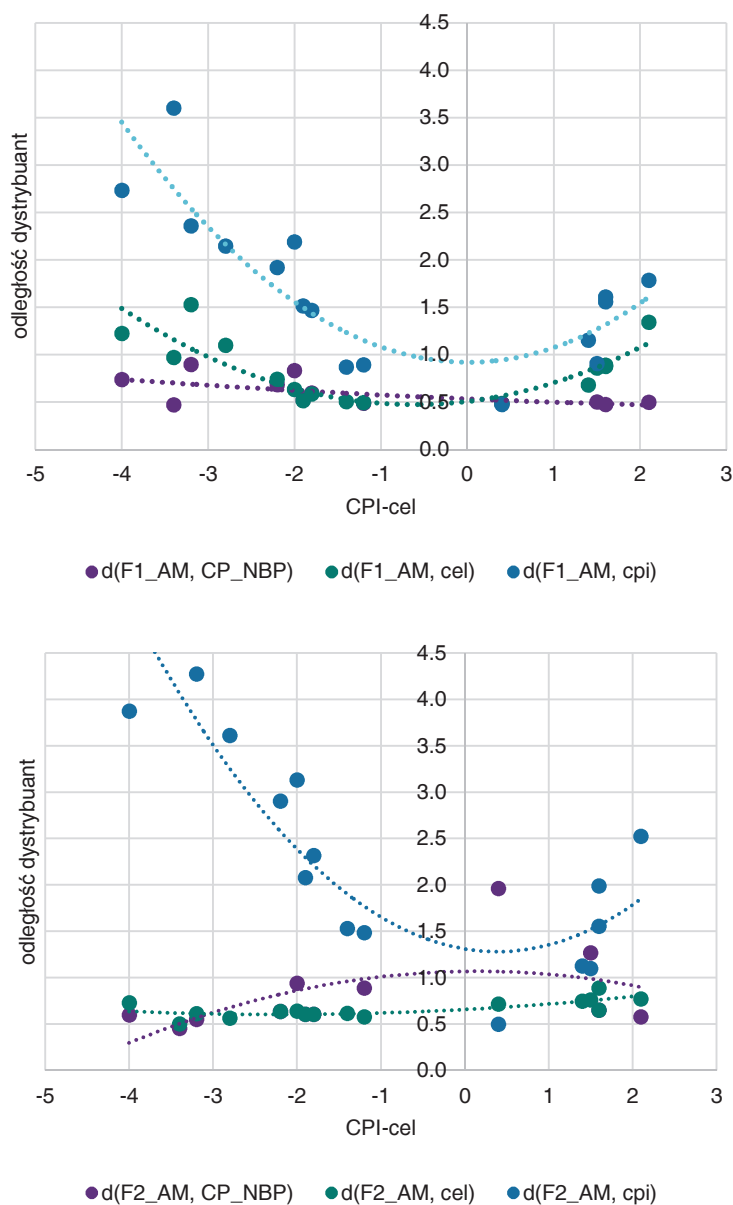 4.5
4.0
3.5
3.0
2.5
2.0
1.5
1.0
0.5
0.0
odległość dystrybuant
-5 -4 -3 -2 -1 0 1 2 3
CPI-cel
d(F1_AM, CP_NBP) d(F1_AM, cel) d(F1_AM, cpi)
4.5
4.0
3.5
3.0
2.5
2.0
1.5
1.0
0.5
0.0
odległość dystrybuant
-5 -4 -3 -2 -1 0 1 2 3
CPI-cel
d(F2_AM, CP_NBP) d(F2_AM, cel) d(F2_AM, cpi)